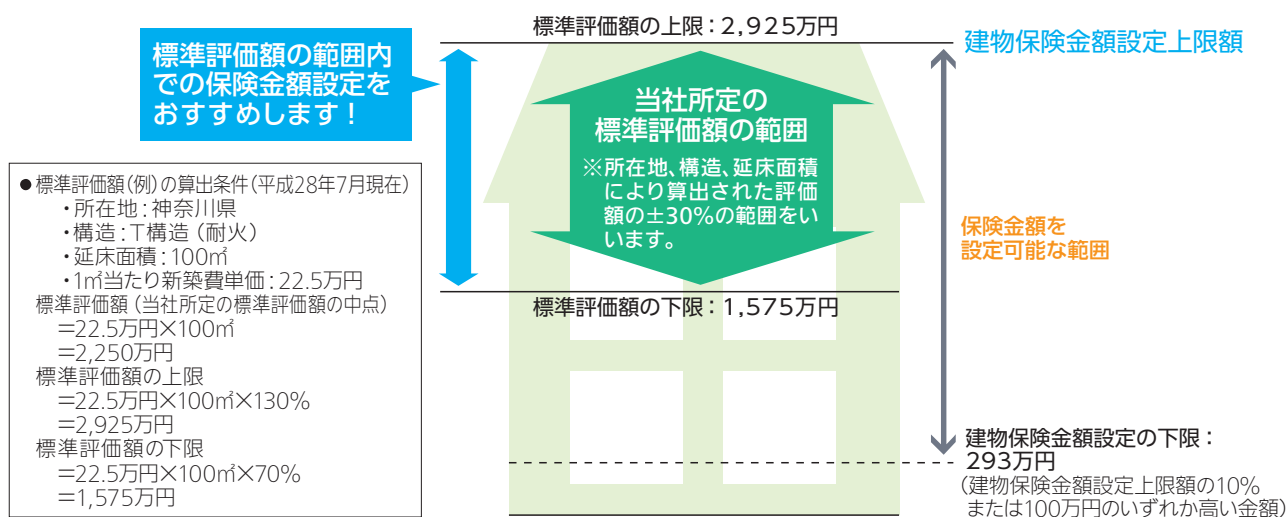 標準評価額の上限：2,925万円
建物保険金額設定上限額
標準評価額の範囲内
での保険金額設定を
おすすめします！
当社所定の
標準評価額の範囲
※所在地、構造、延床面積
により算出された評価
額の±30%の範囲をい
います。
●標準評価額(例)の算出条件(平成28年7月現在)
・所在地：神奈川県
・構造：T構造（耐火）
・延床面積：100㎡
・1㎡当たり新築費単価：22.5万円
標準評価額（当社所定の標準評価額の中点）
＝22.5万円×100㎡
＝2,250万円
標準評価額の上限
＝22.5万円×100㎡×130%
＝2,925万円
標準評価額の下限
＝22.5万円×100㎡×70%
＝1,575万円
保険金額を
設定可能な範囲
標準評価額の下限：1,575万円
建物保険金額設定の下限：
293万円
（建物保険金額設定上限額の10%
または100万円のいずれか高い金額）